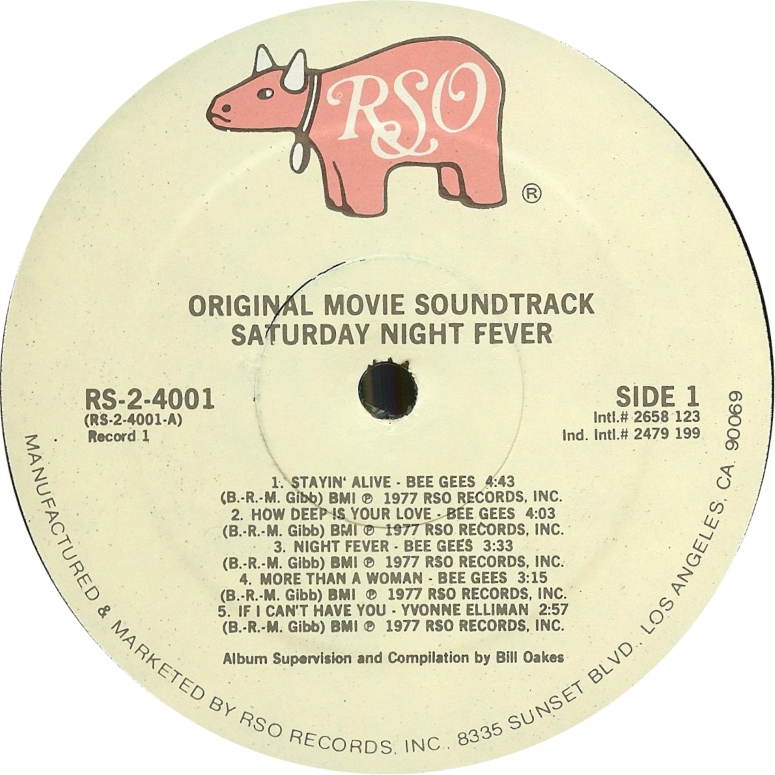 RSO
®
ORIGINAL MOVIE SOUNDTRACK
SATURDAY NIGHT FEVER
RS-2-4001
(RS-2-4001-A)
Record 1
SIDE 1
Intl.# 2658 123
Ind. Intl.# 2479 199
1. STAYIN' ALIVE - BEE GEES 4:43
(B.-R.-M. Gibb) BMI ℗ 1977 RSO RECORDS, INC.
2. HOW DEEP IS YOUR LOVE - BEE GEES 4:03
(B.-R.-M. Gibb) BMI ℗ 1977 RSO RECORDS, INC.
3. NIGHT FEVER - BEE GEES 3:33
(B.-R.-M. Gibb) BMI ℗ 1977 RSO RECORDS, INC.
4. MORE THAN A WOMAN - BEE GEES 3:15
(B.-R.-M. Gibb) BMI ℗ 1977 RSO RECORDS, INC.
5. IF I CAN'T HAVE YOU - YVONNE ELLIMAN 2:57
(B.-R.-M. Gibb) BMI ℗ 1977 RSO RECORDS, INC.
Album Supervision and Compilation by Bill Oakes
MANUFACTURED & MARKETED BY RSO RECORDS, INC., 8335 SUNSET BLVD., LOS ANGELES, CA. 90069